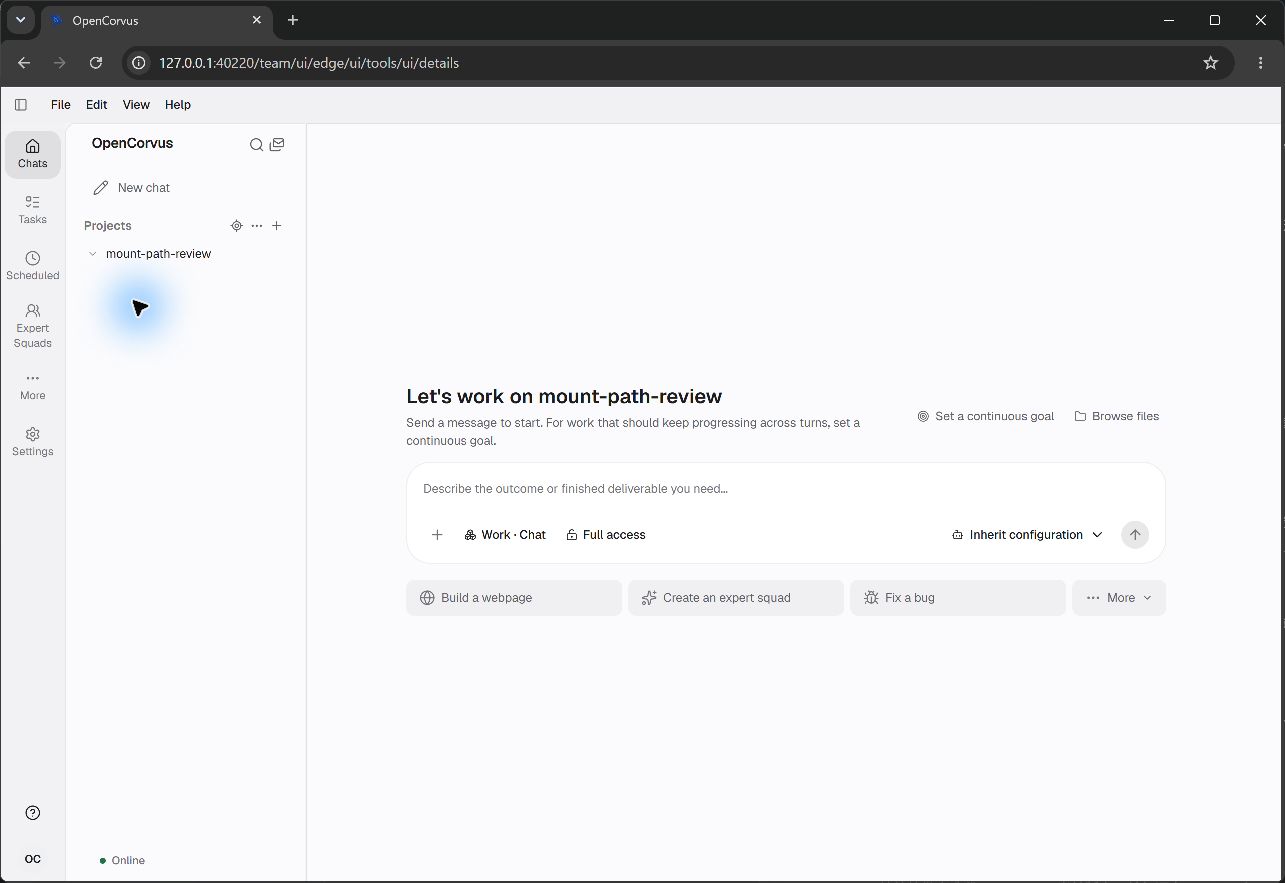 OpenCorvus
127.0.0.1:40220/team/ui/edge/ui/tools/ui/details
File Edit View Help
Chats
Tasks
Scheduled
Expert
Squads
More
Settings
OC
OpenCorvus
New chat
Projects
mount-path-review
Online
Let's work on mount-path-review
Send a message to start. For work that should keep progressing across turns, set a
continuous goal.
Set a continuous goal
Browse files
Describe the outcome or finished deliverable you need...
Work · Chat
Full access
Inherit configuration
Build a webpage
Create an expert squad
Fix a bug
More